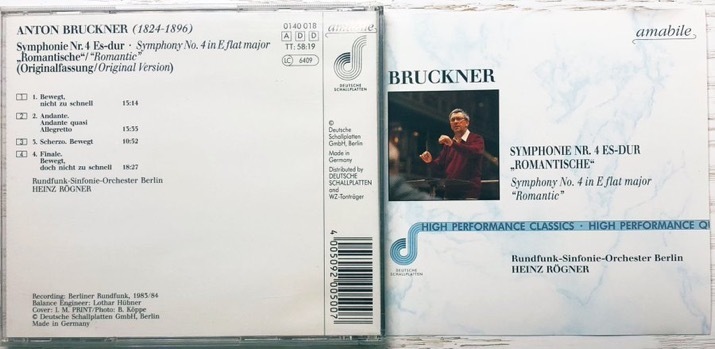 ANTON BRUCKNER (1824-1896)
Symphonie Nr. 4 Es-dur · Symphony No. 4 in E flat major
„Romantische“/“Romantic”
(Originalfassung/Original Version)
1 1. Bewegt,
nicht zu schnell 15:14
2 2. Andante.
Andante quasi
Allegretto 13:55
3 3. Scherzo. Bewegt 10:52
4 4. Finale.
Bewegt,
doch nicht zu schnell 18:27
Rundfunk-Sinfonie-Orchester Berlin
HEINZ RÖGNER
Recording: Berliner Rundfunk, 1983/84
Balance Engineer: Lothar Hübner
Cover: I. M. PRINT/Photo: B. Köppe
© Deutsche Schallplatten GmbH, Berlin
Made in Germany
0140 018
A D D
TT: 58:19
LC 6409
amabile
DEUTSCHE
SCHALLPLATTEN
℗
Deutsche
Schallplatten
GmbH, Berlin
Made in
Germany
Distributed by
DEUTSCHE
SCHALLPLATTEN
and
WZ-Tonträger
4 005092 005007
amabile
BRUCKNER
SYMPHONIE NR. 4 ES-DUR
„ROMANTISCHE“
Symphony No. 4 in E flat major
“Romantic”
HIGH PERFORMANCE CLASSICS · HIGH PERFORMANCE
DEUTSCHE
SCHALLPLATTEN
Rundfunk-Sinfonie-Orchester Berlin
HEINZ RÖGNER